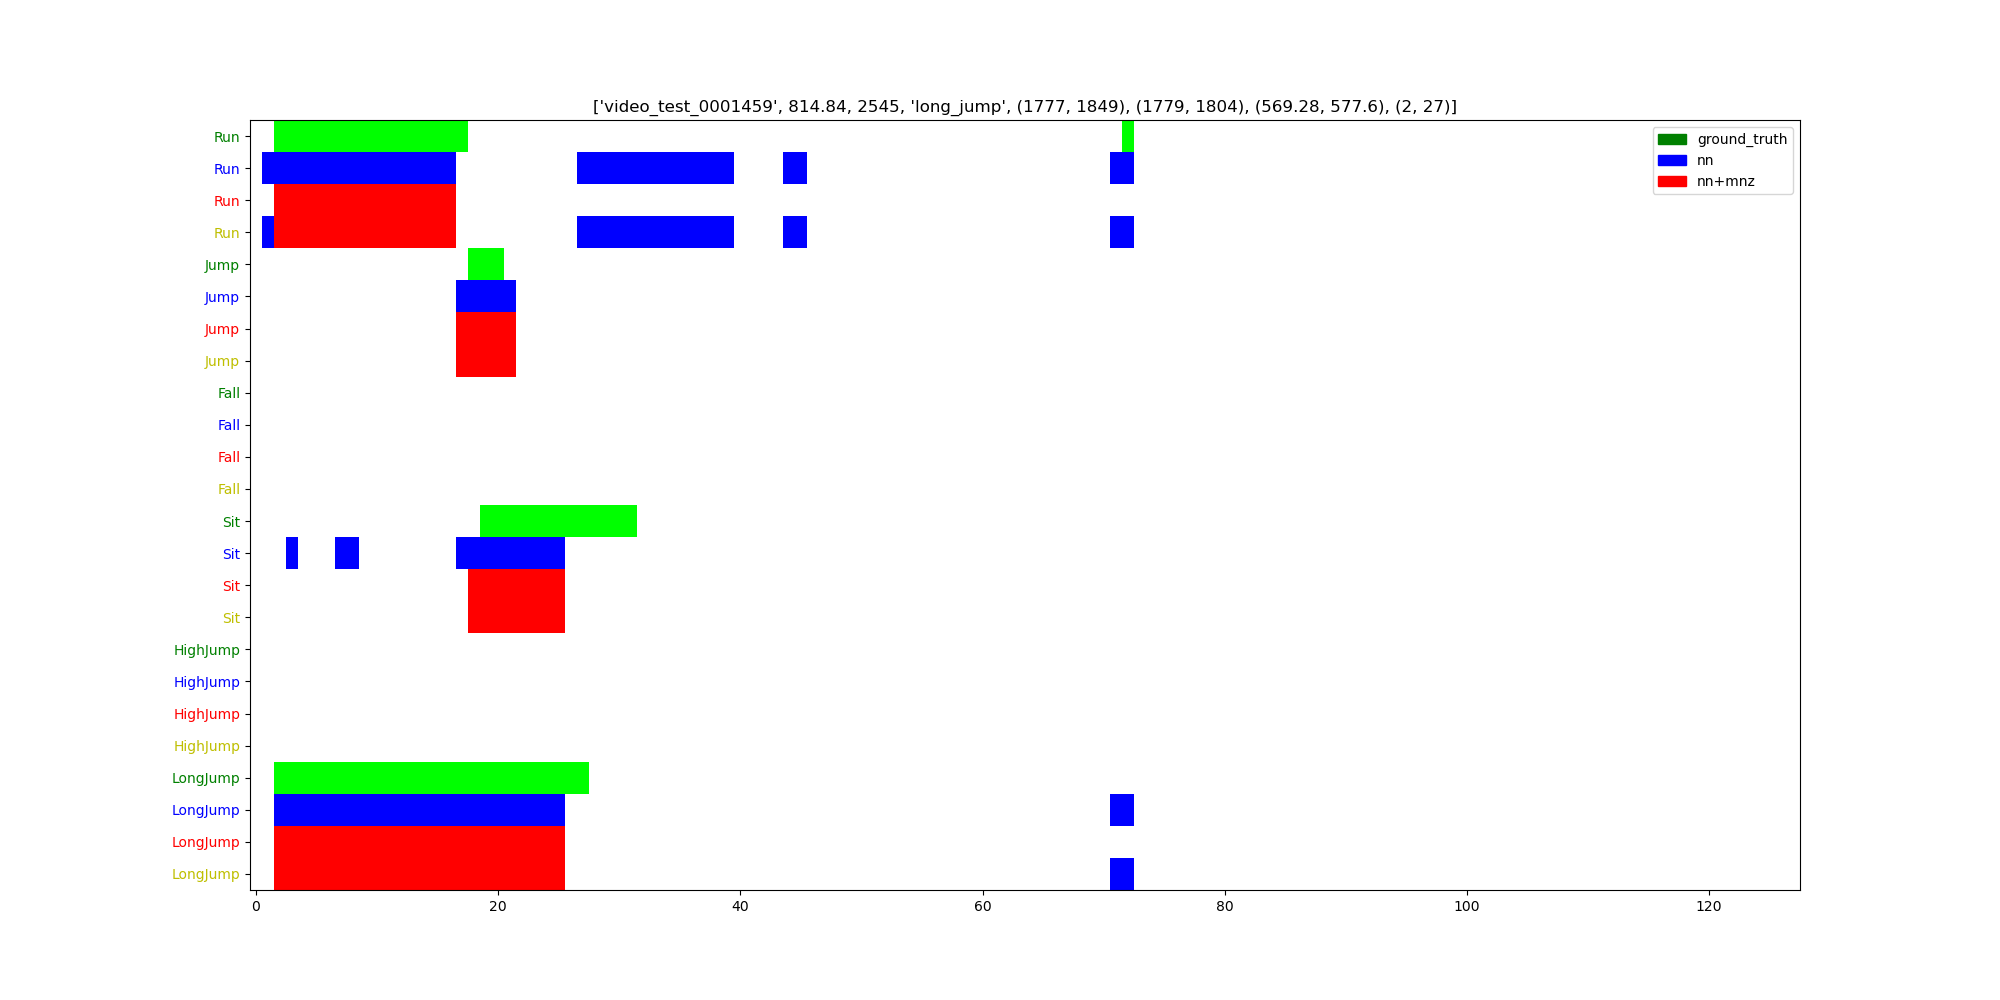 ['video_test_0001459', 814.84, 2545, 'long_jump', (1777, 1849), (1779, 1804), (569.28, 577.6), (2, 27)]
Run
Run
Run
Run
Jump
Jump
Jump
Jump
Fall
Fall
Fall
Fall
Sit
Sit
Sit
Sit
HighJump
HighJump
HighJump
HighJump
LongJump
LongJump
LongJump
LongJump
ground_truth
nn
nn+mnz
0 20 40 60 80 100 120